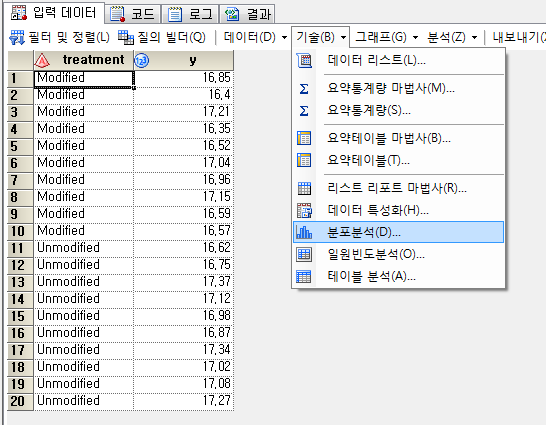 입력 데이터 코드 로그 결과
필터 및 정렬(L) 질의 빌더(Q) 데이터(D) 기술(B) 그래프(G) 분석(Z) 내보내기(
treatment y
1 Modified 16,85
2 Modified 16,4
3 Modified 17,21
4 Modified 16,35
5 Modified 16,52
6 Modified 17,04
7 Modified 16,96
8 Modified 17,15
9 Modified 16,59
10 Modified 16,57
11 Unmodified 16,62
12 Unmodified 16,75
13 Unmodified 17,37
14 Unmodified 17,12
15 Unmodified 16,98
16 Unmodified 16,87
17 Unmodified 17,34
18 Unmodified 17,02
19 Unmodified 17,08
20 Unmodified 17,27
데이터 리스트(L)...
요약통계량 마법사(M)...
요약통계량(S)...
요약테이블 마법사(B)...
요약테이블(T)...
리스트 리포트 마법사(R)...
데이터 특성화(H)...
분포분석(D)...
일원빈도분석(O)...
테이블 분석(A)...